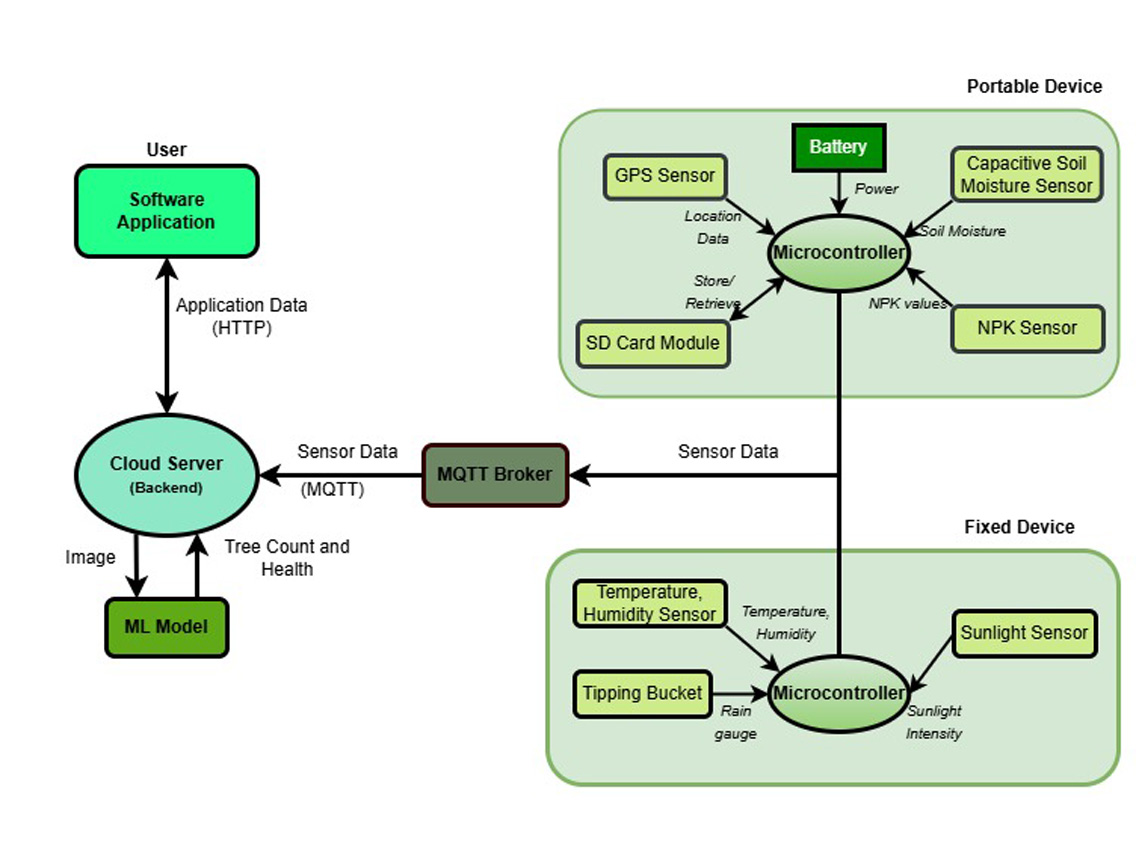 Portable Device
Battery
GPS Sensor
Capacitive Soil
Moisture Sensor
Power
Location
Data
Soil Moisture
Microcontroller
Store/
Retrieve
NPK values
SD Card Module
NPK Sensor
User
Software
Application
Application Data
(HTTP)
Cloud Server
(Backend)
Sensor Data
(MQTT)
MQTT Broker
Sensor Data
Image
Tree Count and
Health
ML Model
Fixed Device
Temperature,
Humidity Sensor
Temperature,
Humidity
Sunlight Sensor
Tipping Bucket
Rain
gauge
Microcontroller
Sunlight
Intensity